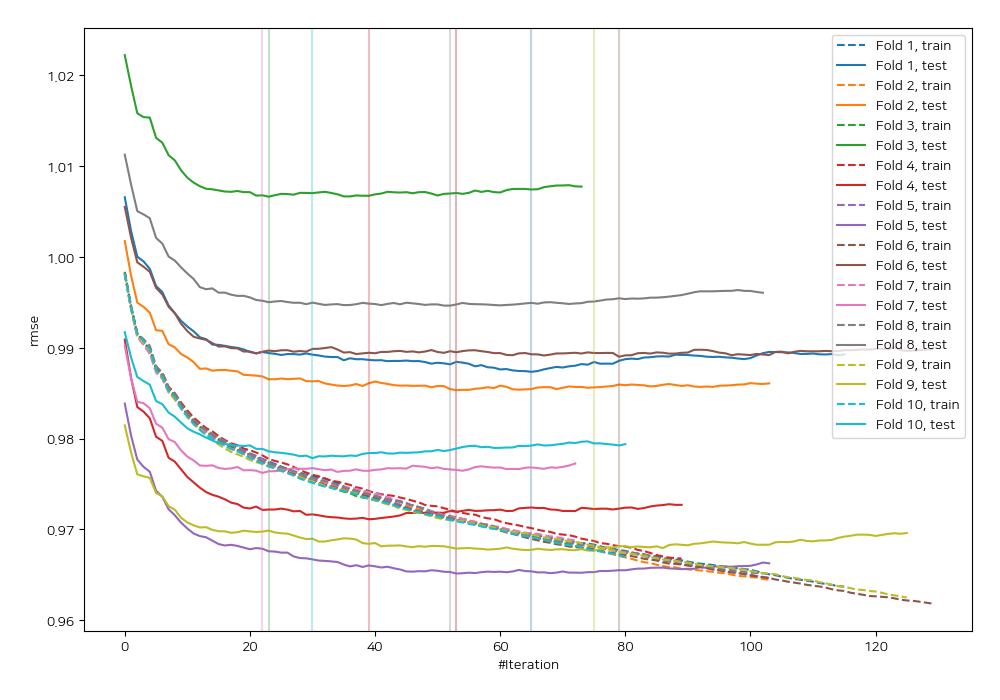 1.02
1.01
1.00
0.99
0.98
0.97
0.96
rmse
0
20
40
60
80
100
120
#Iteration
Fold 1, train
Fold 1, test
Fold 2, train
Fold 2, test
Fold 3, train
Fold 3, test
Fold 4, train
Fold 4, test
Fold 5, train
Fold 5, test
Fold 6, train
Fold 6, test
Fold 7, train
Fold 7, test
Fold 8, train
Fold 8, test
Fold 9, train
Fold 9, test
Fold 10, train
Fold 10, test